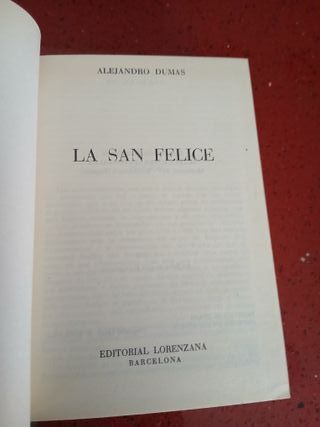 ALEJANDRO DUMAS
LA SAN FELICE
EDITORIAL LORENZANA
BARCELONA